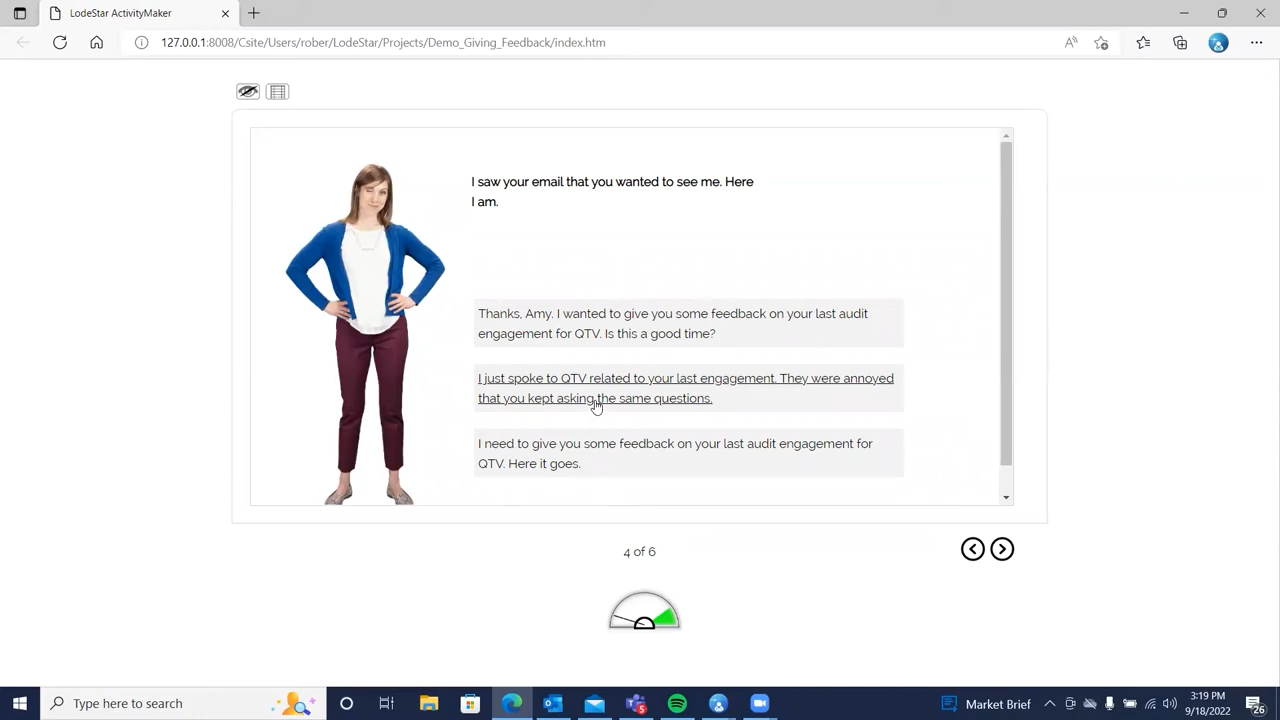 LodeStar ActivityMaker
127.0.0.1:8008/Csite/Users/rober/LodeStar/Projects/Demo_Giving_Feedback/index.htm
I saw your email that you wanted to see me. Here
I am.
Thanks, Amy. I wanted to give you some feedback on your last audit
engagement for QTV. Is this a good time?
I just spoke to QTV related to your last engagement. They were annoyed
that you kept asking the same questions.
I need to give you some feedback on your last audit engagement for
QTV. Here it goes.
4 of 6
Type here to search
Market Brief
3:19 PM
9/18/2022
26